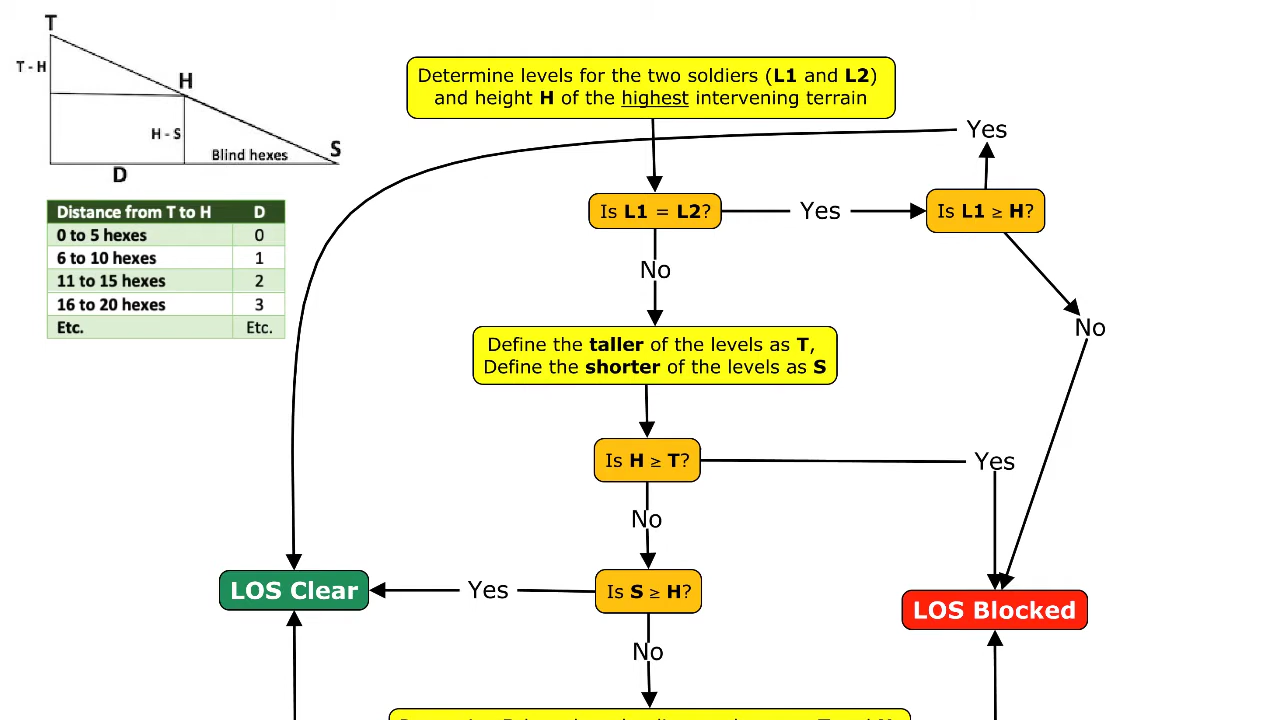 T
T - H
H
H - S
Blind hexes
S
D
Distance from T to H D
0 to 5 hexes 0
6 to 10 hexes 1
11 to 15 hexes 2
16 to 20 hexes 3
Etc. Etc.
Determine levels for the two soldiers (L1 and L2)
and height H of the highest intervening terrain
Yes
Is L1 = L2?
Yes
Is L1 ≥ H?
No
No
Define the taller of the levels as T,
Define the shorter of the levels as S
Is H ≥ T?
Yes
No
LOS Clear
Yes
Is S ≥ H?
LOS Blocked
No